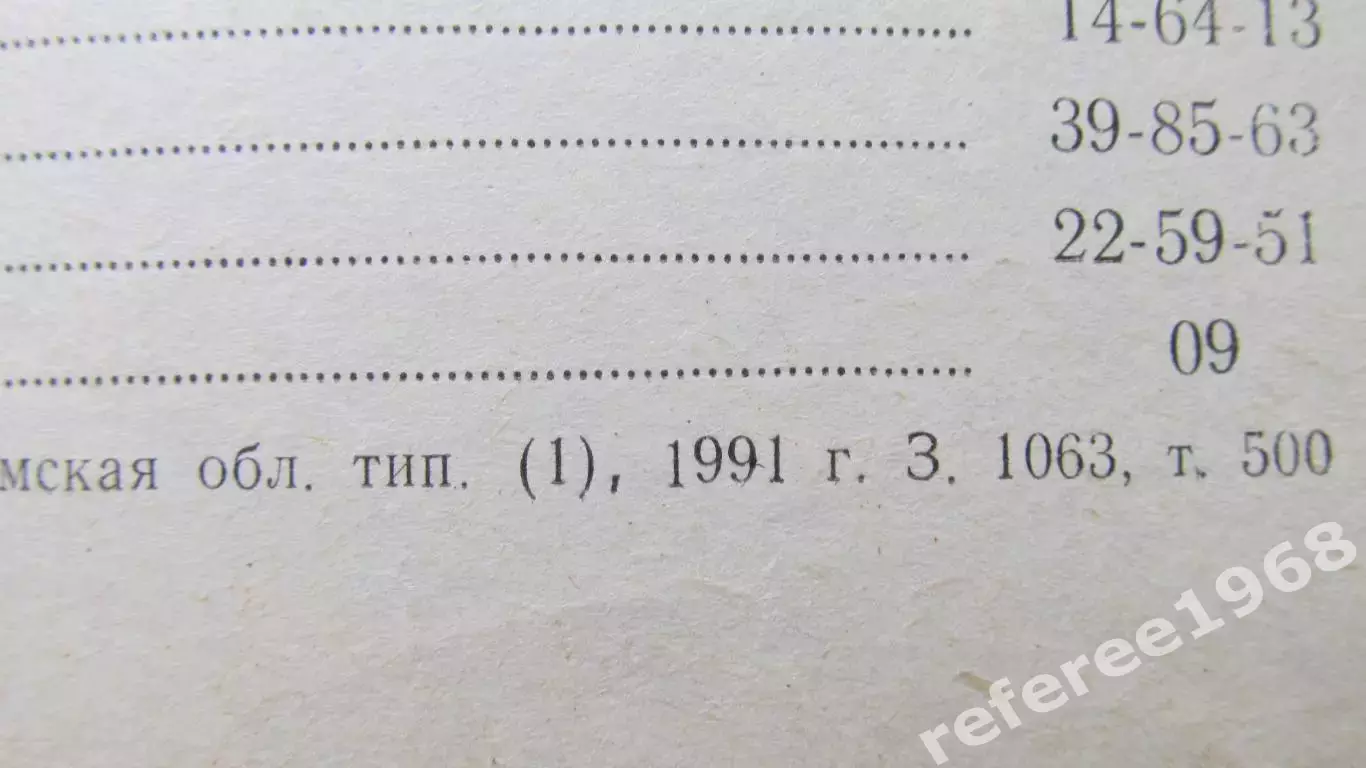 14-64-13
39-85-63
22-59-51
09
мская обл. тип. (1), 1991 г. З. 1063, т. 500
referee1968